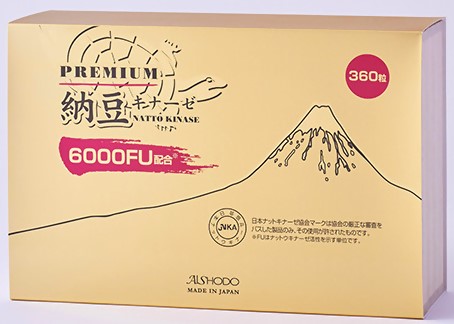 PREMIUM
納豆キナーゼ
NATTO KINASE
6000FU配合※
360粒
JNKA
日本ナットキナーゼ協会マークは協会の厳正な審査を
パスした製品のみ、その使用が許されたものです。
※FUはナットウキナーゼ活性を示す単位です。
AISHODO
MADE IN JAPAN